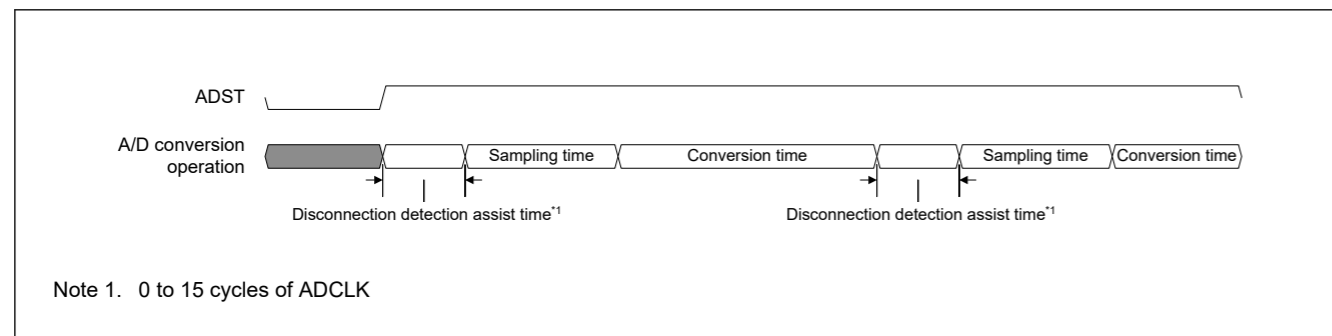 ADST
A/D conversion
operation
Sampling time
Conversion time
Sampling time
Conversion time
Disconnection detection assist time*1
Disconnection detection assist time*1
Note 1. 0 to 15 cycles of ADCLK